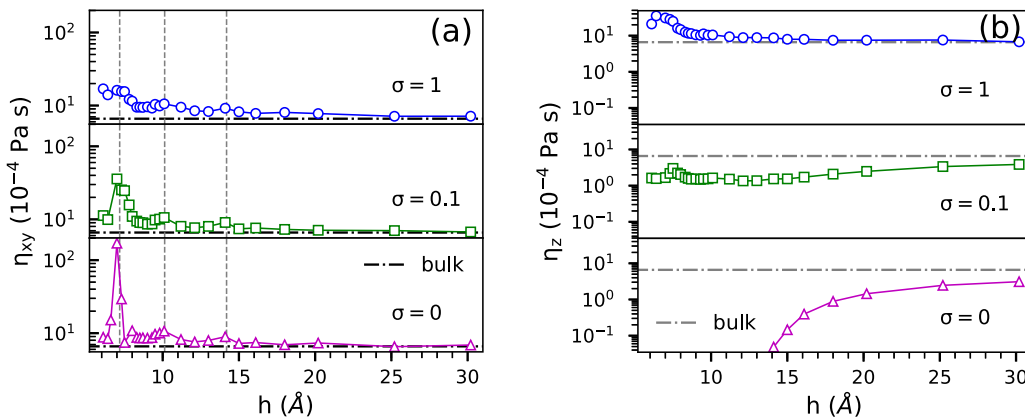 (a)
10²
10¹
σ = 1
10²
10¹
σ = 0.1
10²
10¹
bulk
σ = 0
η_xy (10⁻⁴ Pa s)
10 15 20 25 30
h (Å)
(b)
10¹
10⁰
10⁻¹
σ = 1
10¹
10⁰
10⁻¹
σ = 0.1
10¹
10⁰
10⁻¹
bulk
σ = 0
η_z (10⁻⁴ Pa s)
10 15 20 25 30
h (Å)